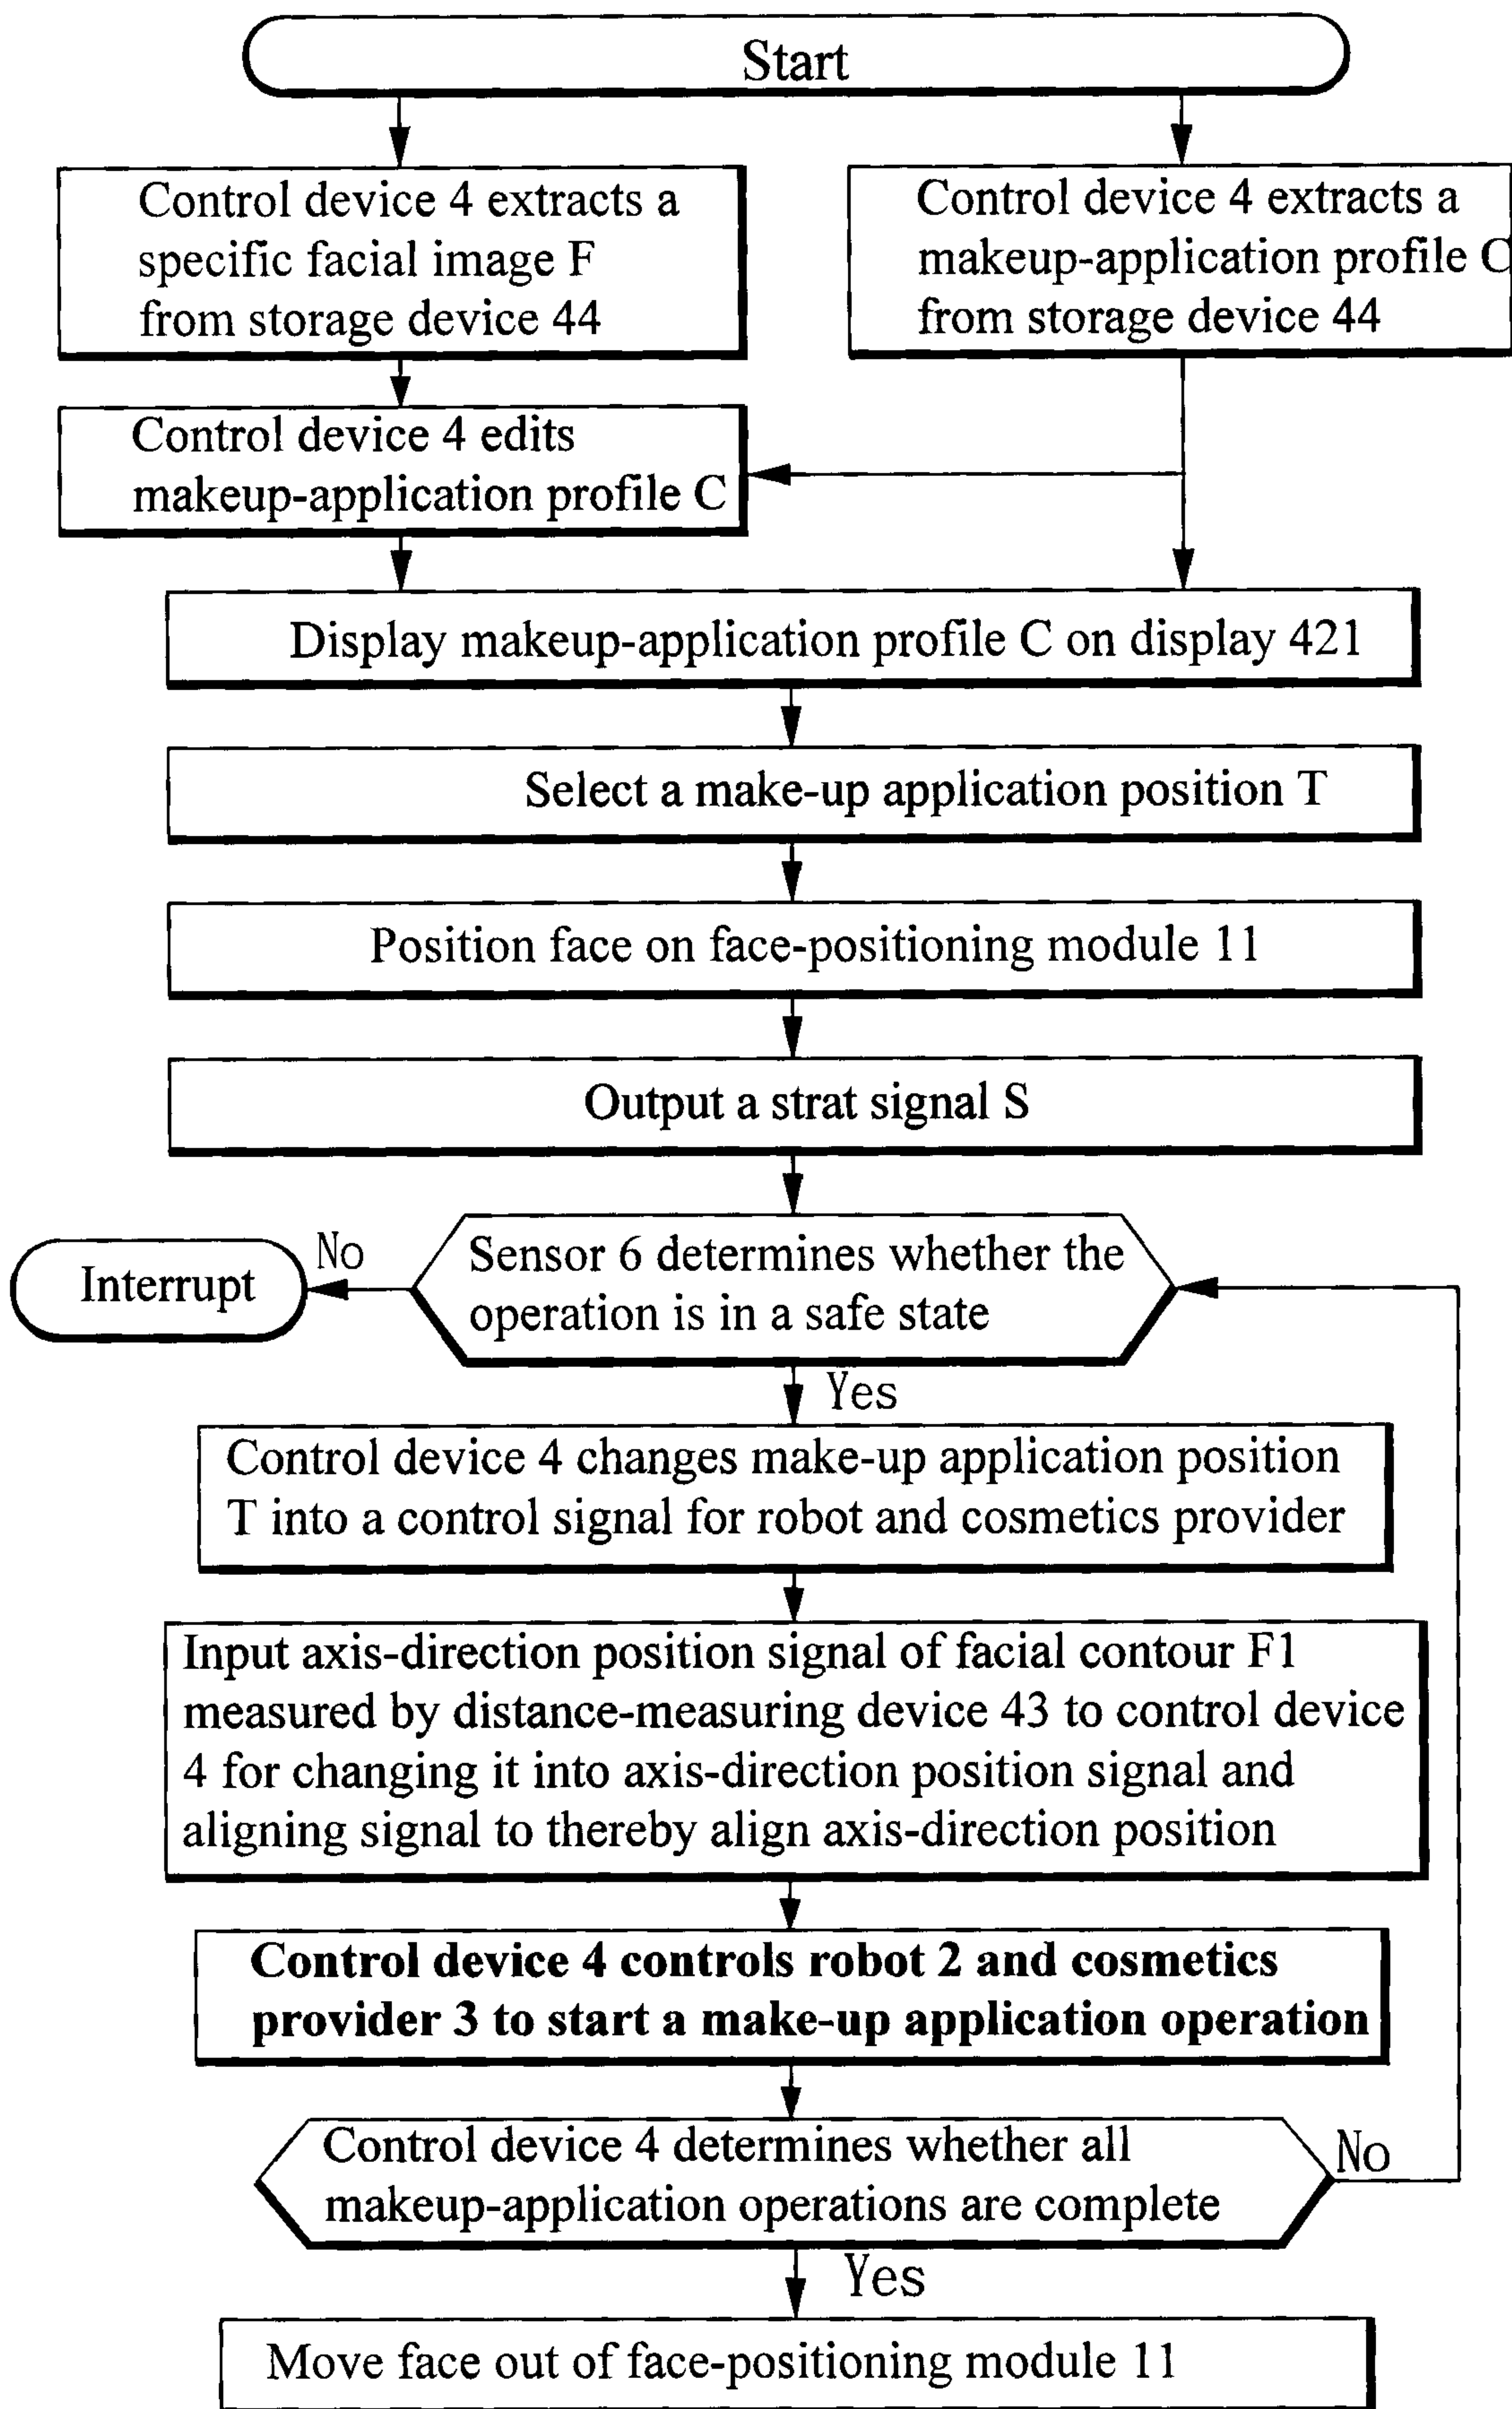 Start
Control device 4 extracts a
specific facial image F
from storage device 44
Control device 4 extracts a
makeup-application profile C
from storage device 44
Control device 4 edits
makeup-application profile C
Display makeup-application profile C on display 421
Select a make-up application position T
Position face on face-positioning module 11
Output a strat signal S
Sensor 6 determines whether the
operation is in a safe state
No
Interrupt
Yes
Control device 4 changes make-up application position
T into a control signal for robot and cosmetics provider
Input axis-direction position signal of facial contour F1
measured by distance-measuring device 43 to control device
4 for changing it into axis-direction position signal and
aligning signal to thereby align axis-direction position
Control device 4 controls robot 2 and cosmetics
provider 3 to start a make-up application operation
Control device 4 determines whether all
makeup-application operations are complete
No
Yes
Move face out of face-positioning module 11